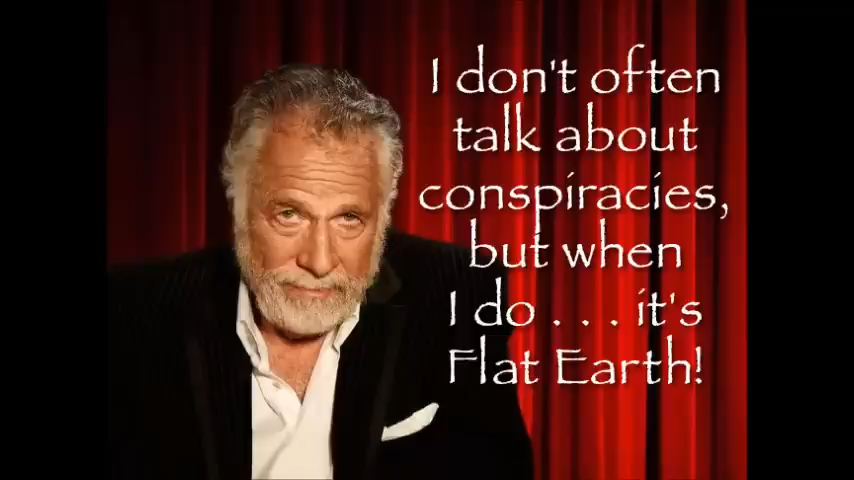 I don't often
talk about
conspiracies,
but when
I do . . . it's
Flat Earth!